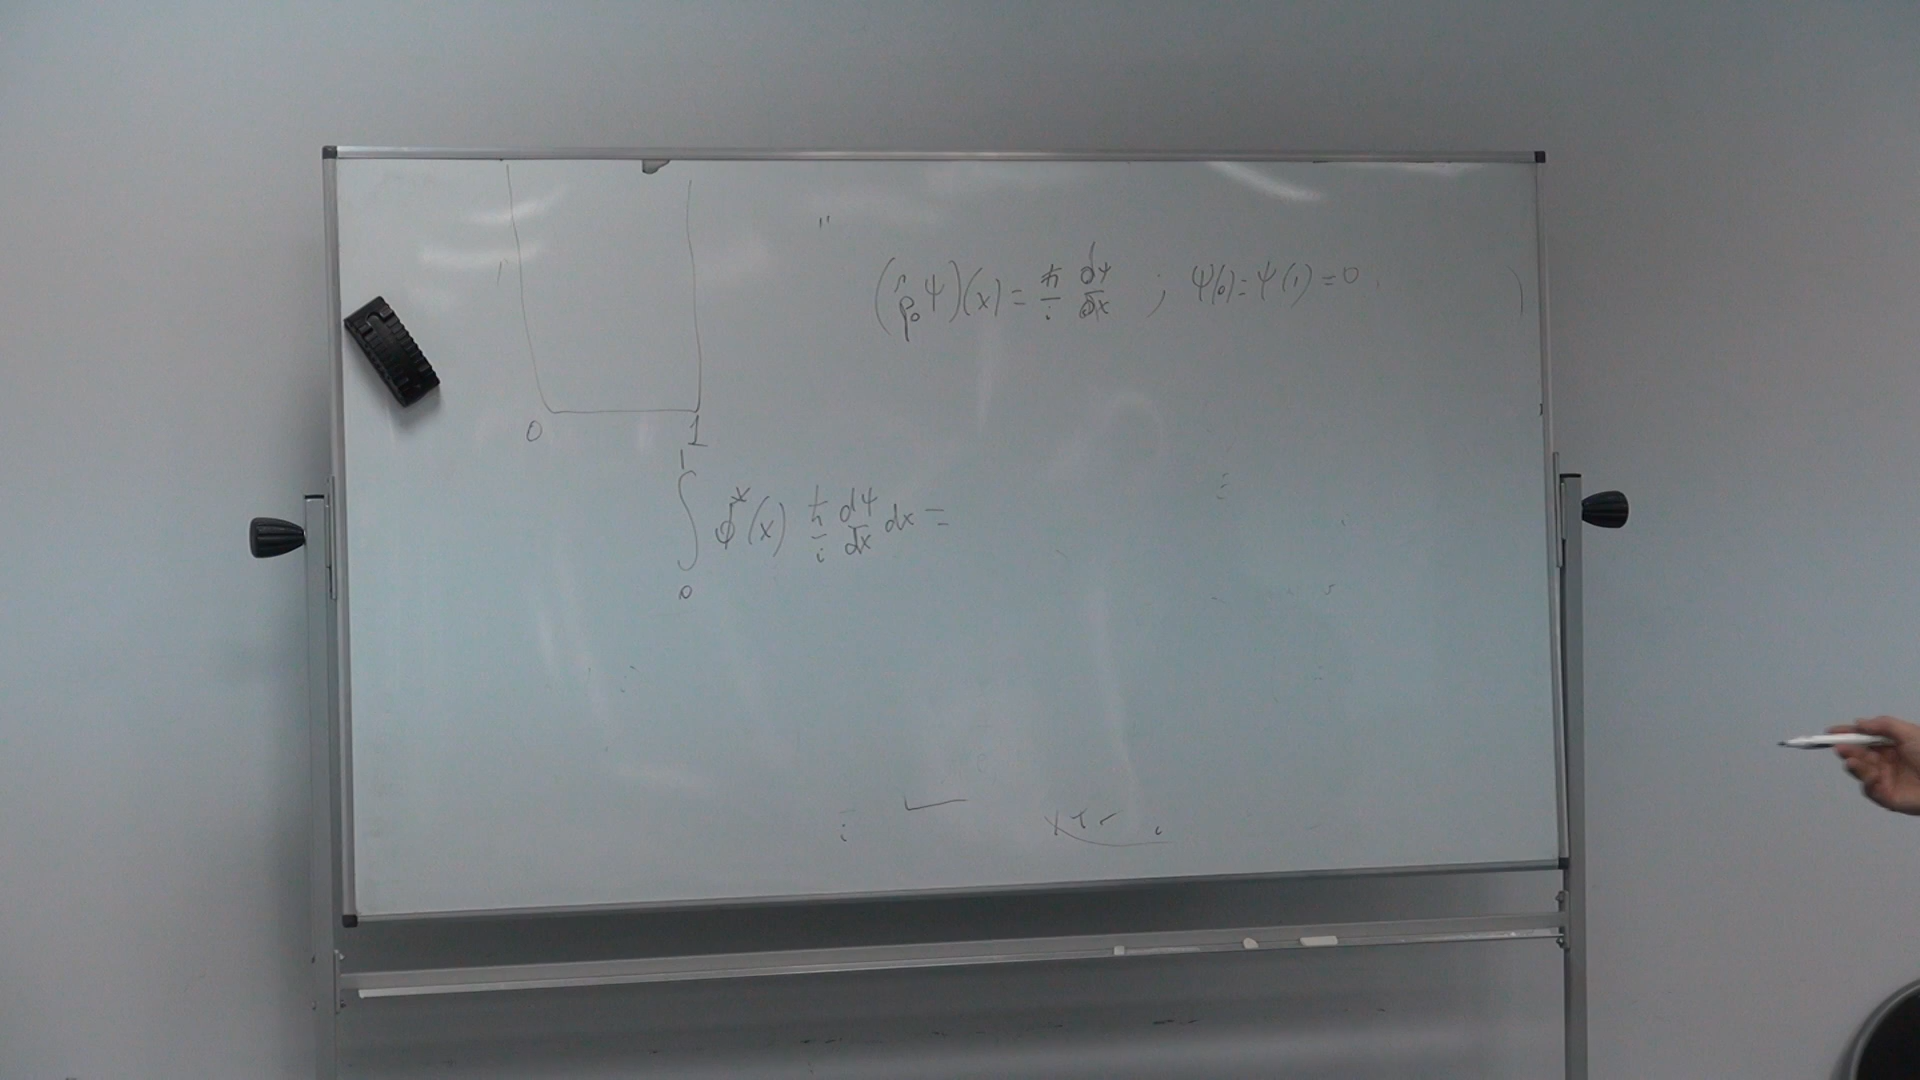 (p̂₀ψ)(x) = ℏ/i dψ/dx ; ψ(0) = ψ(1) = 0
0 1
∫₀¹ φ*(x) ℏ/i dψ/dx dx =